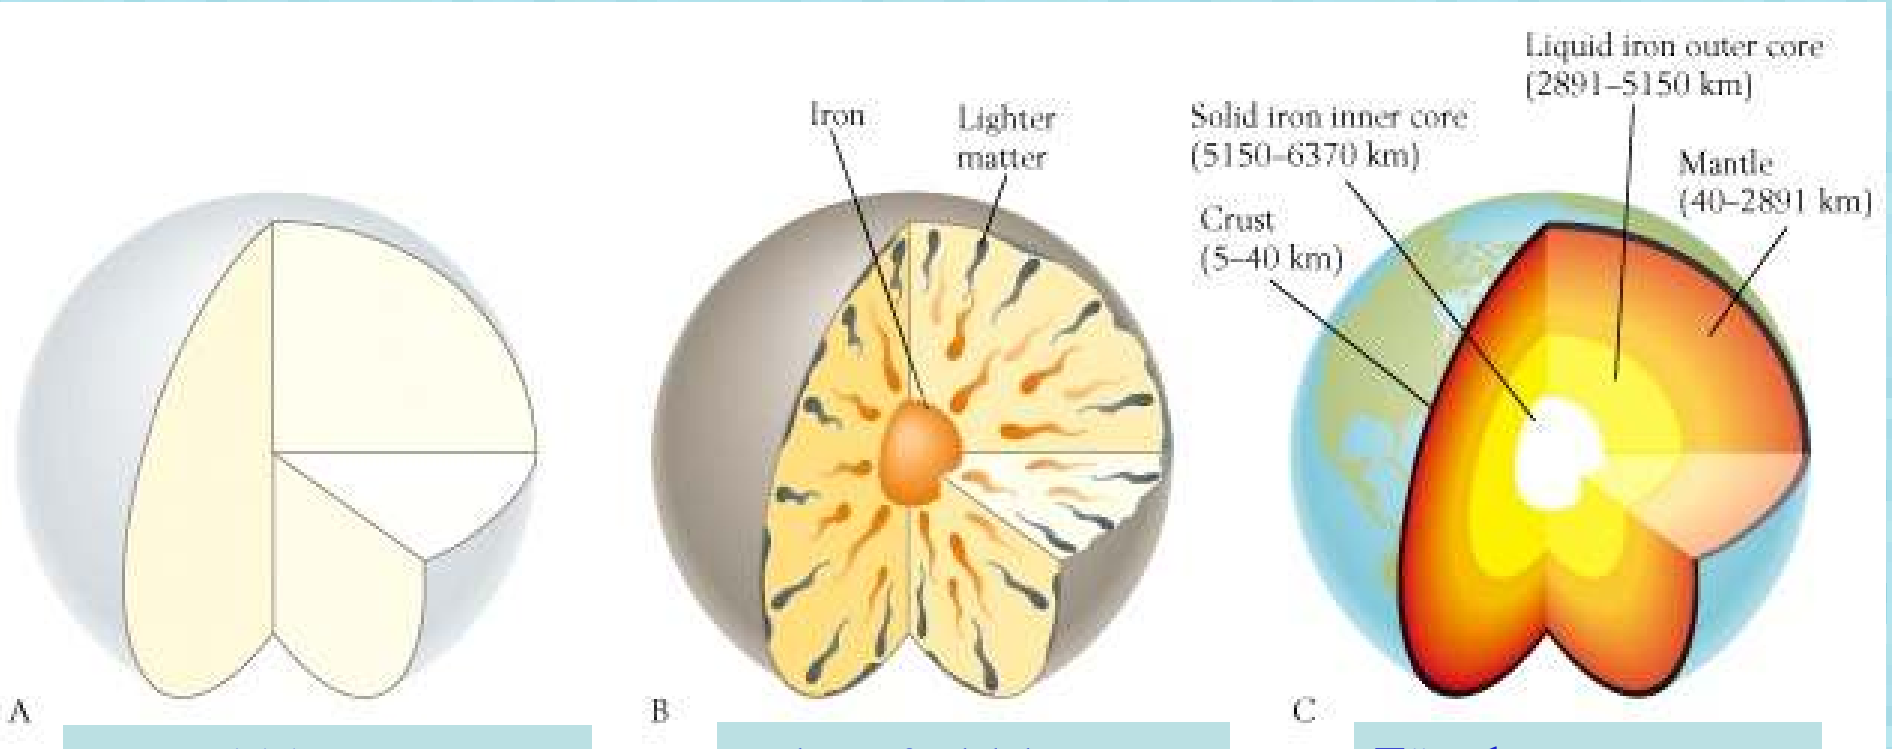 Liquid iron outer core
(2891–5150 km)
Iron
Lighter
matter
Solid iron inner core
(5150–6370 km)
Mantle
(40–2891 km)
Crust
(5–40 km)
A
B
C